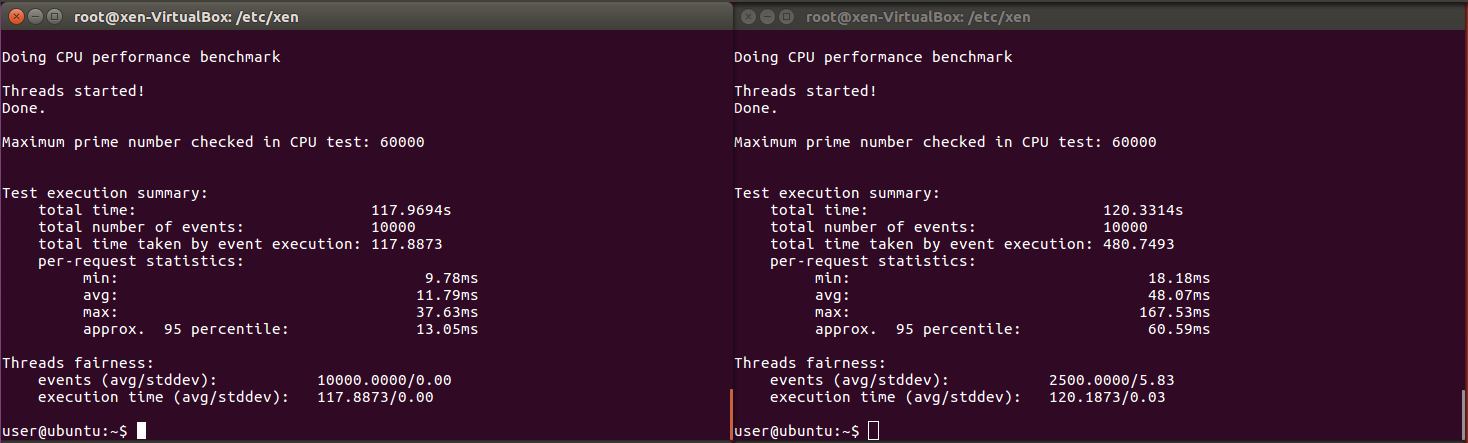 root@xen-VirtualBox: /etc/xen
Doing CPU performance benchmark
Threads started!
Done.
Maximum prime number checked in CPU test: 60000
Test execution summary:
total time: 117.9694s
total number of events: 10000
total time taken by event execution: 117.8873
per-request statistics:
min: 9.78ms
avg: 11.79ms
max: 37.63ms
approx. 95 percentile: 13.05ms
Threads fairness:
events (avg/stddev): 10000.0000/0.00
execution time (avg/stddev): 117.8873/0.00
user@ubuntu:~$
root@xen-VirtualBox: /etc/xen
Doing CPU performance benchmark
Threads started!
Done.
Maximum prime number checked in CPU test: 60000
Test execution summary:
total time: 120.3314s
total number of events: 10000
total time taken by event execution: 480.7493
per-request statistics:
min: 18.18ms
avg: 48.07ms
max: 167.53ms
approx. 95 percentile: 60.59ms
Threads fairness:
events (avg/stddev): 2500.0000/5.83
execution time (avg/stddev): 120.1873/0.03
user@ubuntu:~$